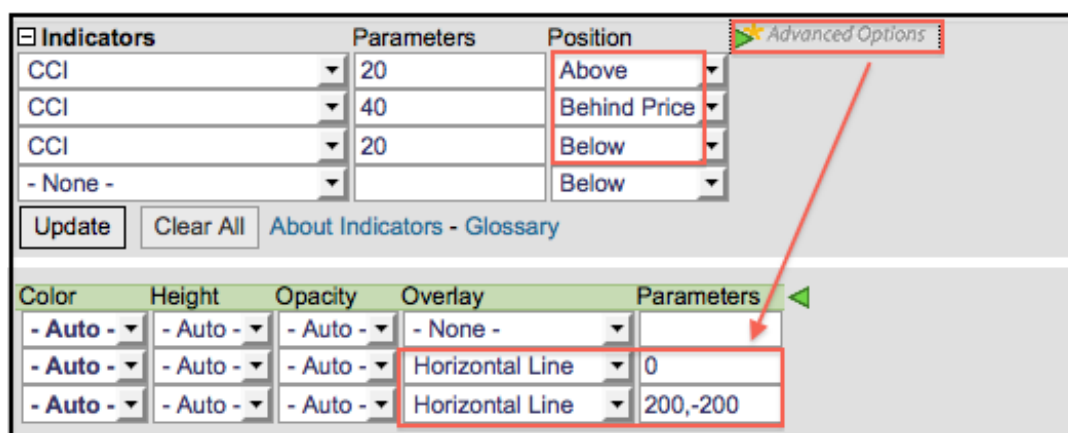 Indicators Parameters Position Advanced Options
CCI 20 Above
CCI 40 Behind Price
CCI 20 Below
- None - Below
Update Clear All About Indicators - Glossary
Color Height Opacity Overlay Parameters
- Auto - - Auto - - Auto - - None -
- Auto - - Auto - - Auto - Horizontal Line 0
- Auto - - Auto - - Auto - Horizontal Line 200,-200